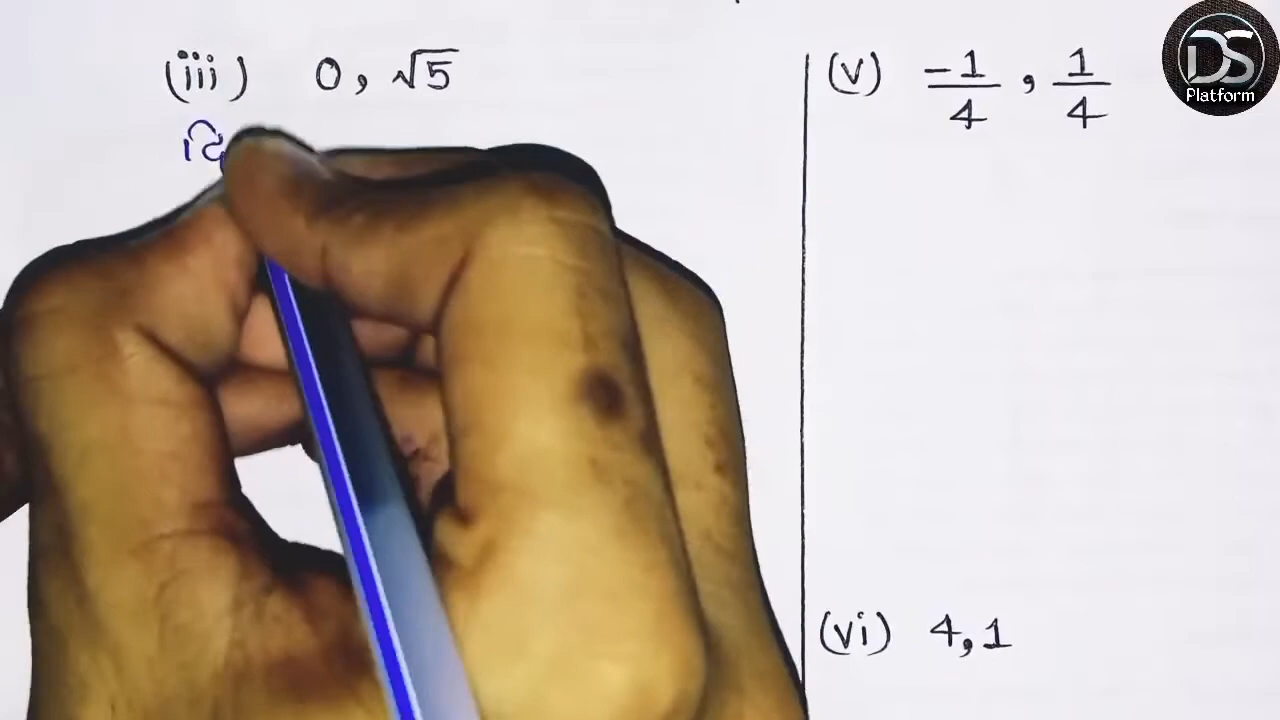 (iii) 0, √5
(v) -1/4, 1/4
(vi) 4, 1
DS
Platform